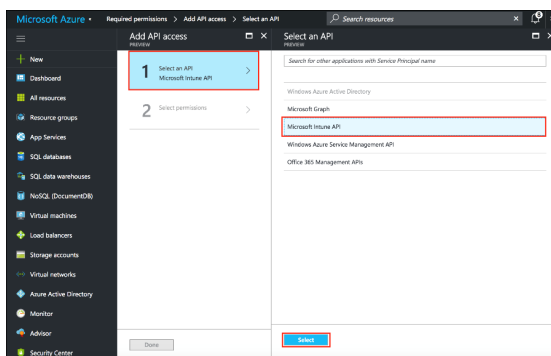 Microsoft Azure
Required permissions > Add API access > Select an API
Search resources
Add API access
PREVIEW
Select an API
PREVIEW
1
Select an API
Microsoft Intune API
2
Select permissions
Done
Search for other applications with Service Principal name
Windows Azure Active Directory
Microsoft Graph
Microsoft Intune API
Windows Azure Service Management API
Office 365 Management APIs
Select
New
Dashboard
All resources
Resource groups
App Services
SQL databases
SQL data warehouses
NoSQL (DocumentDB)
Virtual machines
Load balancers
Storage accounts
Virtual networks
Azure Active Directory
Monitor
Advisor
Security Center